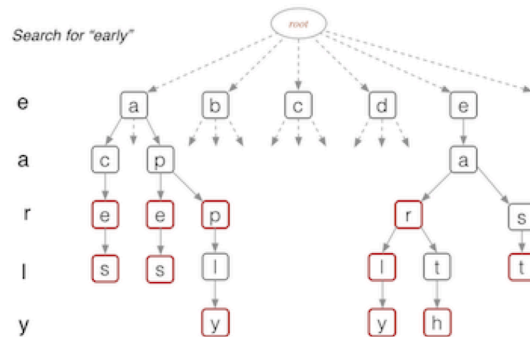 root
Search for "early"
e a b c d e
a c p a
r e e p r s
l s s l l t t
y y y h